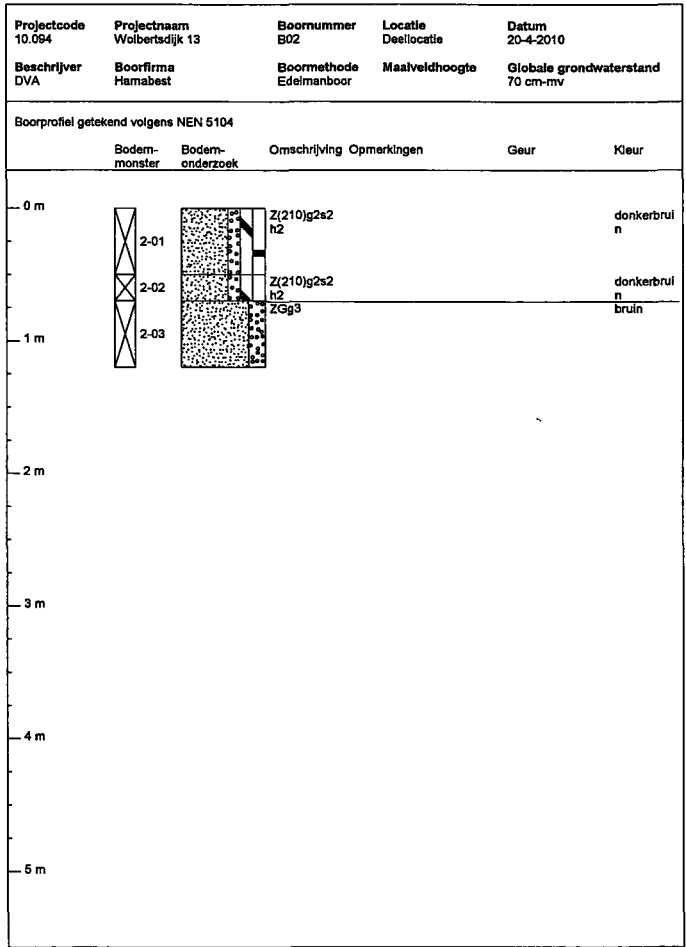 Projectcode Projectnaam Boornummer Locatie Datum
10.094 Wolbertsdijk 13 B02 Deellocatie 20-4-2010
Beschrijver Boorfirma Boormethode Maaiveldhoogte Globale grondwaterstand
DVA Hamabest Edelmanboor 70 cm-mv
Boorprofiel getekend volgens NEN 5104
Bodem- Bodem- Omschrijving Opmerkingen Geur Kleur
monster onderzoek
0 m
Z(210)g2s2 donkerbrui
h2 n
2-01
Z(210)g2s2 donkerbrui
2-02
h2 n
ZGg3 bruin
1 m
2-03
2 m
3 m
4 m
5 m